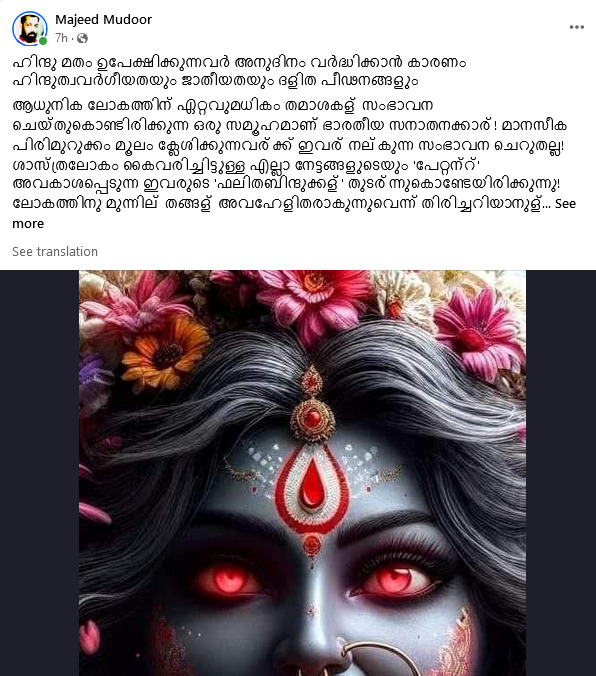 Majeed Mudoor
7h ·
ഹിന്ദു മതം ഉപേക്ഷിക്കുന്നവർ അനുദിനം വർദ്ധിക്കാൻ കാരണം
ഹിന്ദുത്വവർഗീയതയും ജാതീയതയും ദളിത പീഢനങ്ങളും
ആധുനിക ലോകത്തിന് ഏറ്റവുമധികം തമാശകള് സംഭാവന
ചെയ്തുകൊണ്ടിരിക്കുന്ന ഒരു സമൂഹമാണ് ഭാരതീയ സനാതനക്കാര് ! മാനസീക
പിരിമുറുക്കം മൂലം ക്ലേശിക്കുന്നവര് ക്ക് ഇവര് നല് കുന്ന സംഭാവന ചെറുതല്ല!
ശാസ്ത്രലോകം കൈവരിച്ചിട്ടുള്ള എല്ലാ നേട്ടങ്ങളുടെയും 'പേറ്റന്റ്'
അവകാശപ്പെടുന്ന ഇവരുടെ 'ഫലിതബിന്ദുക്കള്' തുടര് ന്നുകൊണ്ടേയിരിക്കുന്നു!
ലോകത്തിനു മുന്നില് തങ്ങള് അവഹേളിതരാകുന്നുവെന്ന് തിരിച്ചറിയാനുള്... See
more
See translation